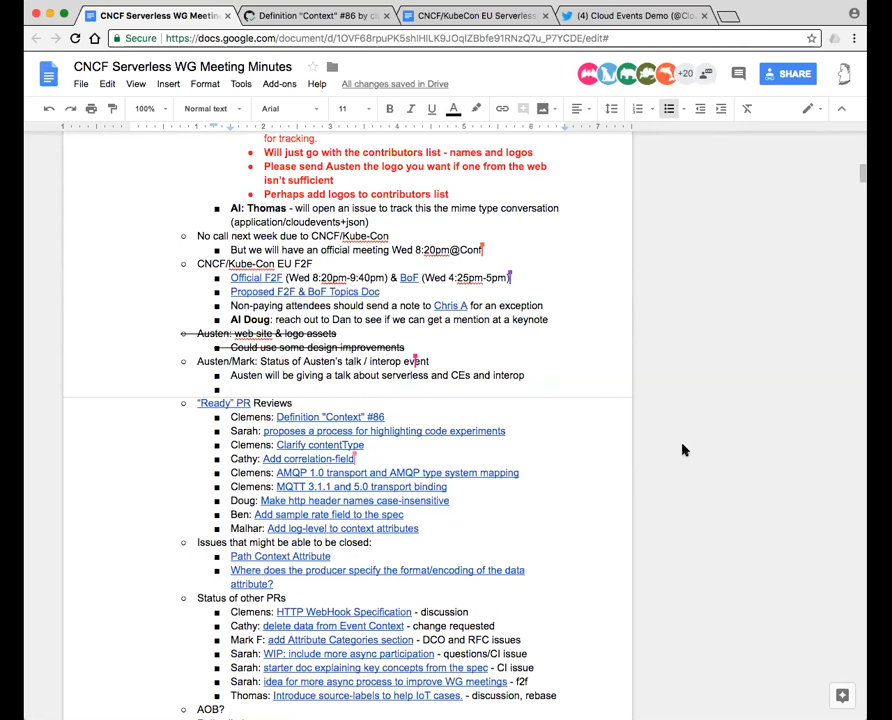 CNCF Serverless WG Meetin
Definition "Context" #86 by cl
CNCF/KubeCon EU Serverless
(4) Cloud Events Demo (@Clo
Secure
https://docs.google.com/document/d/1OVF68rpuPK5shIHILK9JOqIZBbfe91RNzQ7u_P7YCDE/edit#
CNCF Serverless WG Meeting Minutes
File Edit View Insert Format Tools Add-ons Help All changes saved in Drive
+20
SHARE
100% Normal text Arial 11
1 1 2 3 4 5 6 7
for tracking.
Will just go with the contributors list - names and logos
Please send Austen the logo you want if one from the web
isn't sufficient
Perhaps add logos to contributors list
AI: Thomas - will open an issue to track this the mime type conversation
(application/cloudevents+json)
No call next week due to CNCF/Kube-Con
But we will have an official meeting Wed 8:20pm@Conf
CNCF/Kube-Con EU F2F
Official F2F (Wed 8:20pm-9:40pm) & BoF (Wed 4:25pm-5pm)
Proposed F2F & BoF Topics Doc
Non-paying attendees should send a note to Chris A for an exception
AI Doug: reach out to Dan to see if we can get a mention at a keynote
Austen: web site & logo assets
Could use some design improvements
Austen/Mark: Status of Austen's talk / interop event
Austen will be giving a talk about serverless and CEs and interop
"Ready" PR Reviews
Clemens: Definition "Context" #86
Sarah: proposes a process for highlighting code experiments
Clemens: Clarify contentType
Cathy: Add correlation-field
Clemens: AMQP 1.0 transport and AMQP type system mapping
Clemens: MQTT 3.1.1 and 5.0 transport binding
Doug: Make http header names case-insensitive
Ben: Add sample rate field to the spec
Malhar: Add log-level to context attributes
Issues that might be able to be closed:
Path Context Attribute
Where does the producer specify the format/encoding of the data
attribute?
Status of other PRs
Clemens: HTTP WebHook Specification - discussion
Cathy: delete data from Event Context - change requested
Mark F: add Attribute Categories section - DCO and RFC issues
Sarah: WIP: include more async participation - questions/CI issue
Sarah: starter doc explaining key concepts from the spec - CI issue
Sarah: idea for more async process to improve WG meetings - f2f
Thomas: Introduce source-labels to help IoT cases. - discussion, rebase
AOB?